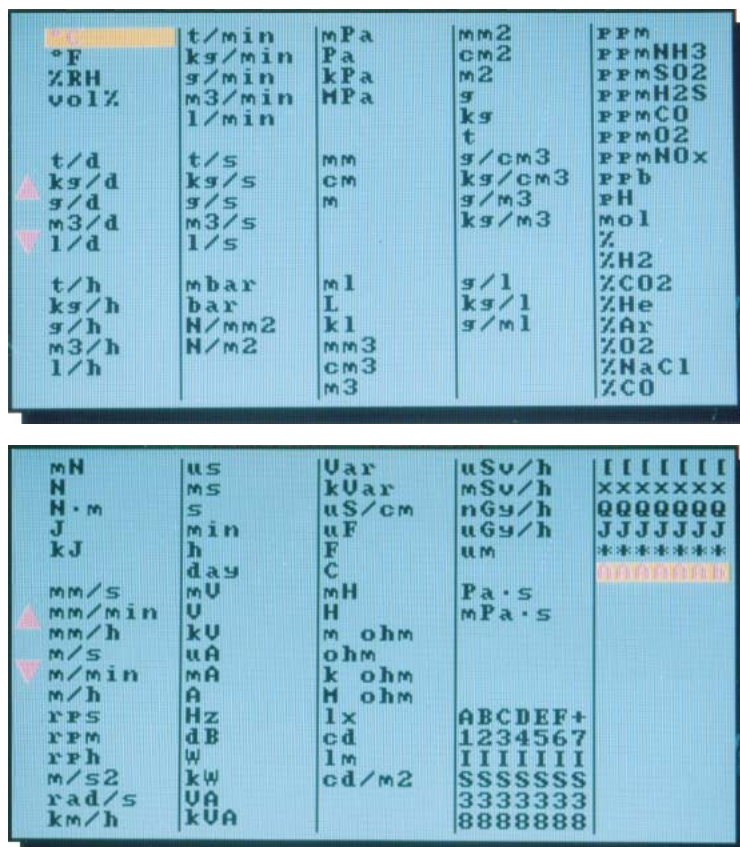 °C
°F
%RH
vol%
t/d
kg/d
g/d
m3/d
l/d
t/h
kg/h
g/h
m3/h
l/h
t/min
kg/min
g/min
m3/min
l/min
t/s
kg/s
g/s
m3/s
l/s
mbar
bar
N/mm2
N/m2
mPa
Pa
kPa
MPa
mm
cm
m
ml
L
kl
mm3
cm3
m3
mm2
cm2
m2
g
kg
t
g/cm3
kg/cm3
g/m3
kg/m3
g/l
kg/l
g/ml
ppm
ppmNH3
ppmSO2
ppmH2S
ppmCO
ppmO2
ppmNOx
ppb
pH
mol
%
%H2
%CO2
%He
%Ar
%O2
%NaCl
%CO
mN
N
N·m
J
kJ
mm/s
mm/min
mm/h
m/s
m/min
m/h
rps
rpm
rph
m/s2
rad/s
km/h
us
ms
s
min
h
day
mV
V
kV
uA
mA
A
Hz
dB
W
kW
VA
kVA
Var
kVar
uS/cm
uF
F
C
mH
H
m ohm
ohm
k ohm
M ohm
lx
cd
lm
cd/m2
uSv/h
mSv/h
nGy/h
uGy/h
um
Pa·s
mPa·s
ABCDEF+
1234567
IIIIIII
SSSSSSS
3333333
8888888
[[[[[[[
xxxxxxx
QQQQQQQ
JJJJJJJ
*******